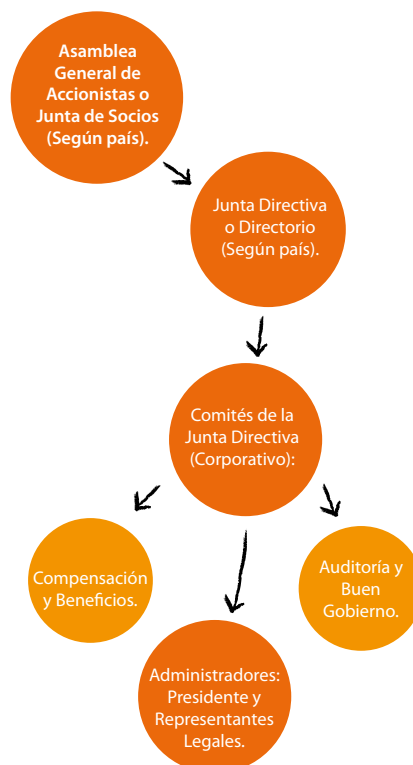 Asamblea
General de
Accionistas o
Junta de Socios
(Según país).
Junta Directiva
o Directorio
(Según país).
Comités de la
Junta Directiva
(Corporativo):
Compensación
y Beneficios.
Auditoría y
Buen
Gobierno.
Administradores:
Presidente y
Representantes
Legales.